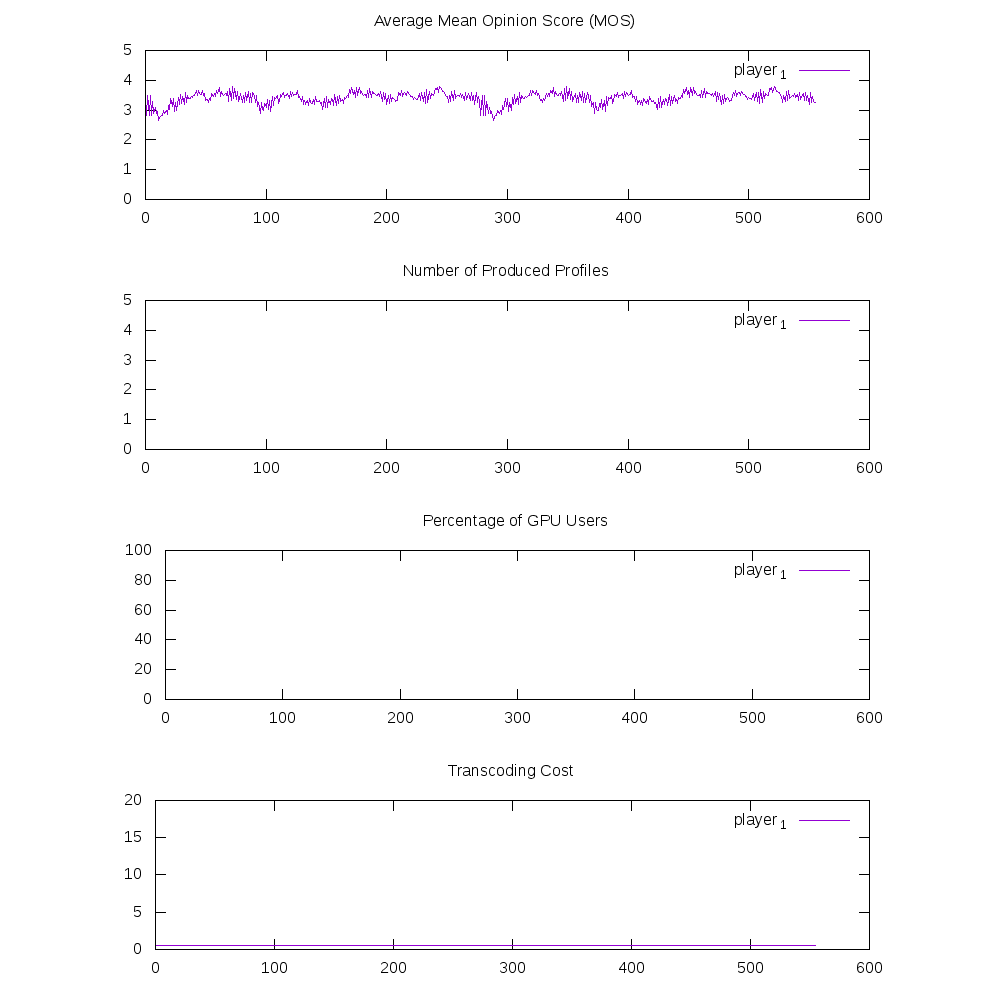 Average Mean Opinion Score (MOS)
5
player 1
4
3
2
1
0
0 100 200 300 400 500 600
Number of Produced Profiles
5
player 1
4
3
2
1
0
0 100 200 300 400 500 600
Percentage of GPU Users
100
player 1
80
60
40
20
0
0 100 200 300 400 500 600
Transcoding Cost
20
player 1
15
10
5
0
0 100 200 300 400 500 600